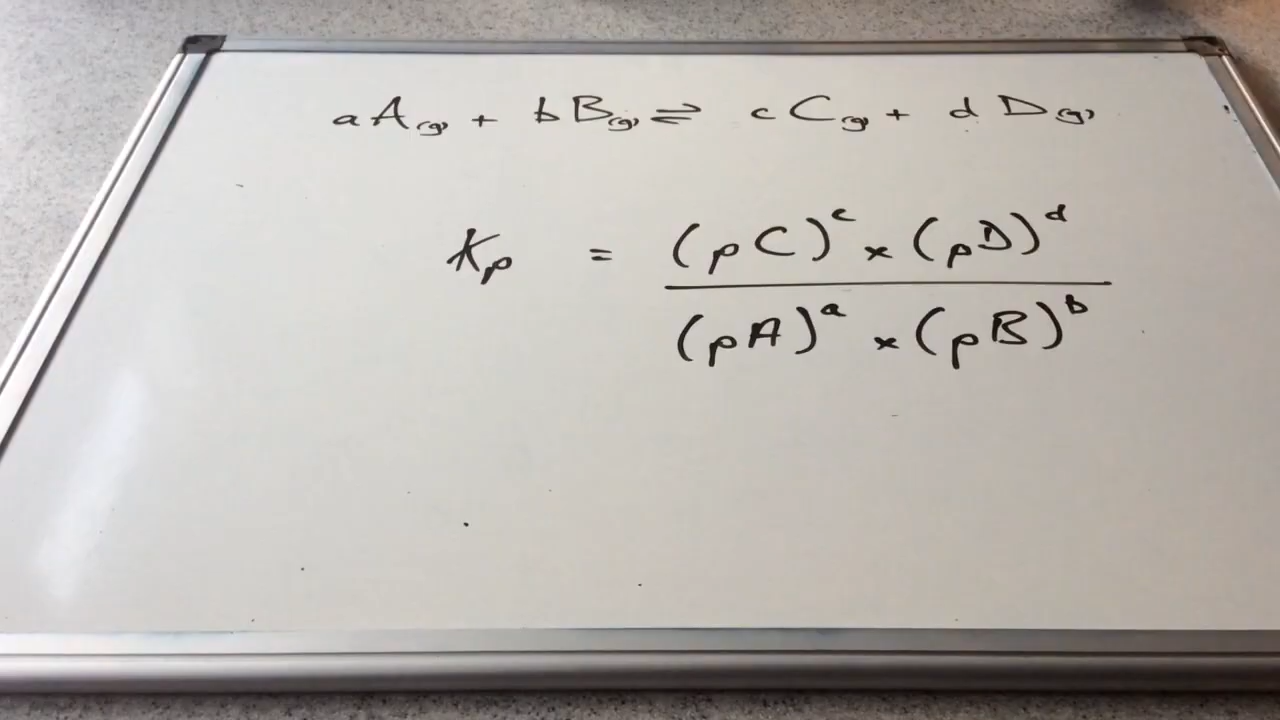 aA(g) + bB(g) ⇌ cC(g) + dD(g)
Kp = (pC)^c × (pD)^d
(pA)^a × (pB)^b